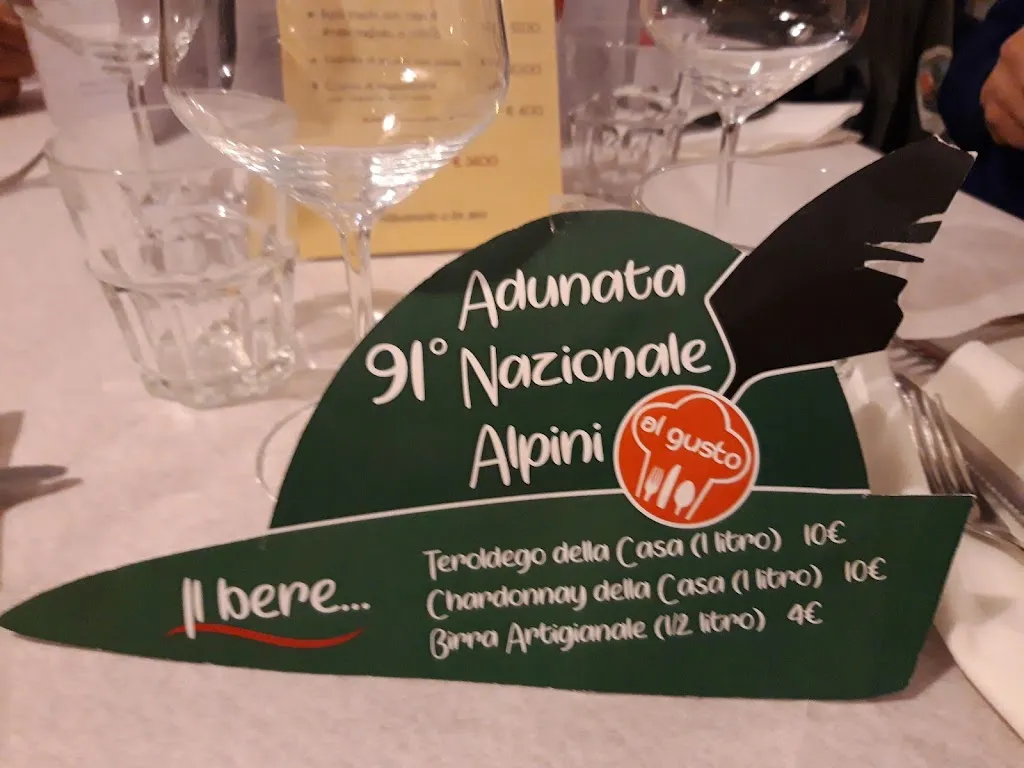 Adunata
91° Nazionale
Alpini
al gusto
Il bere...
Teroldego della Casa (1 litro) 10€
Chardonnay della Casa (1 litro) 10€
Birra Artigianale (1/2 litro) 4€